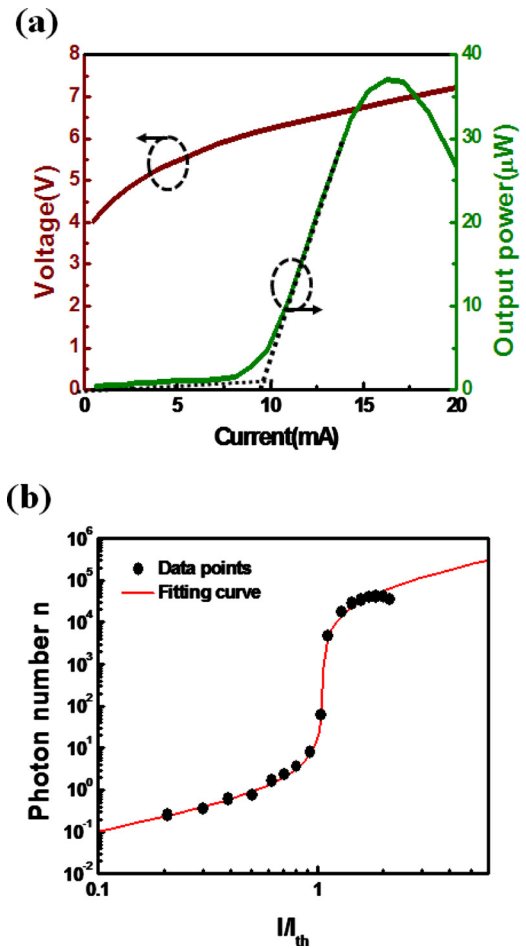 (a)
Voltage(V)
8
7
6
5
4
3
2
1
0
Output power(μW)
40
30
20
10
0
0 5 10 15 20
Current(mA)
(b)
Photon number n
10^6
10^5
10^4
10^3
10^2
10^1
10^0
10^-1
10^-2
Data points
Fitting curve
0.1 1
I/I_th